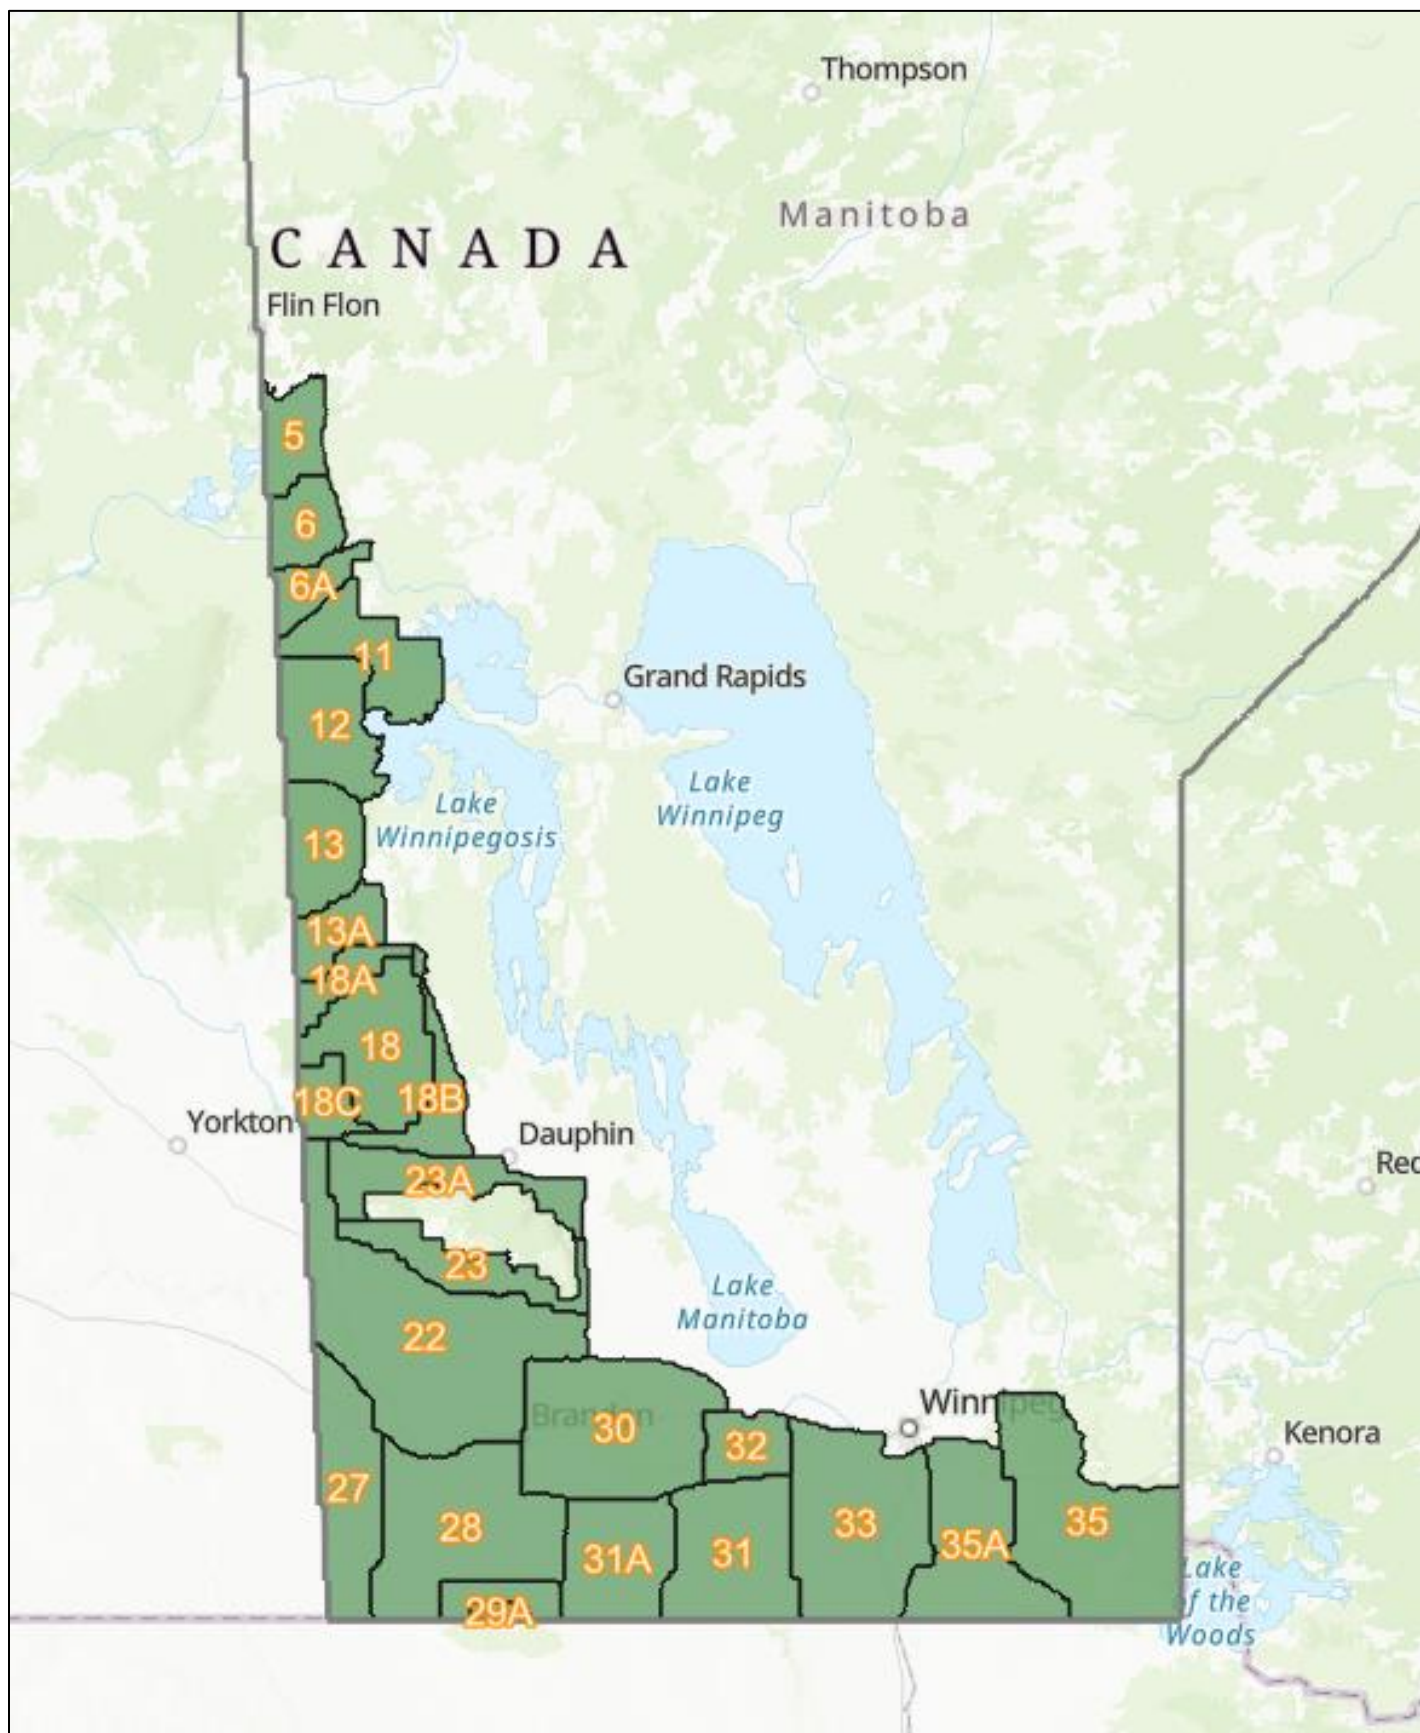 Thompson
Manitoba
CANADA
Flin Flon
5
6
6A
11
Grand Rapids
12
Lake
Winnipegosis
Lake
Winnipeg
13
13A
18A
18
18C
18B
Yorkton
Dauphin
23A
Red
23
Lake
Manitoba
22
Winnipeg
Brandon
30
32
Kenora
27
28
33
35A
35
31A
31
29A
Lake
of the
Woods